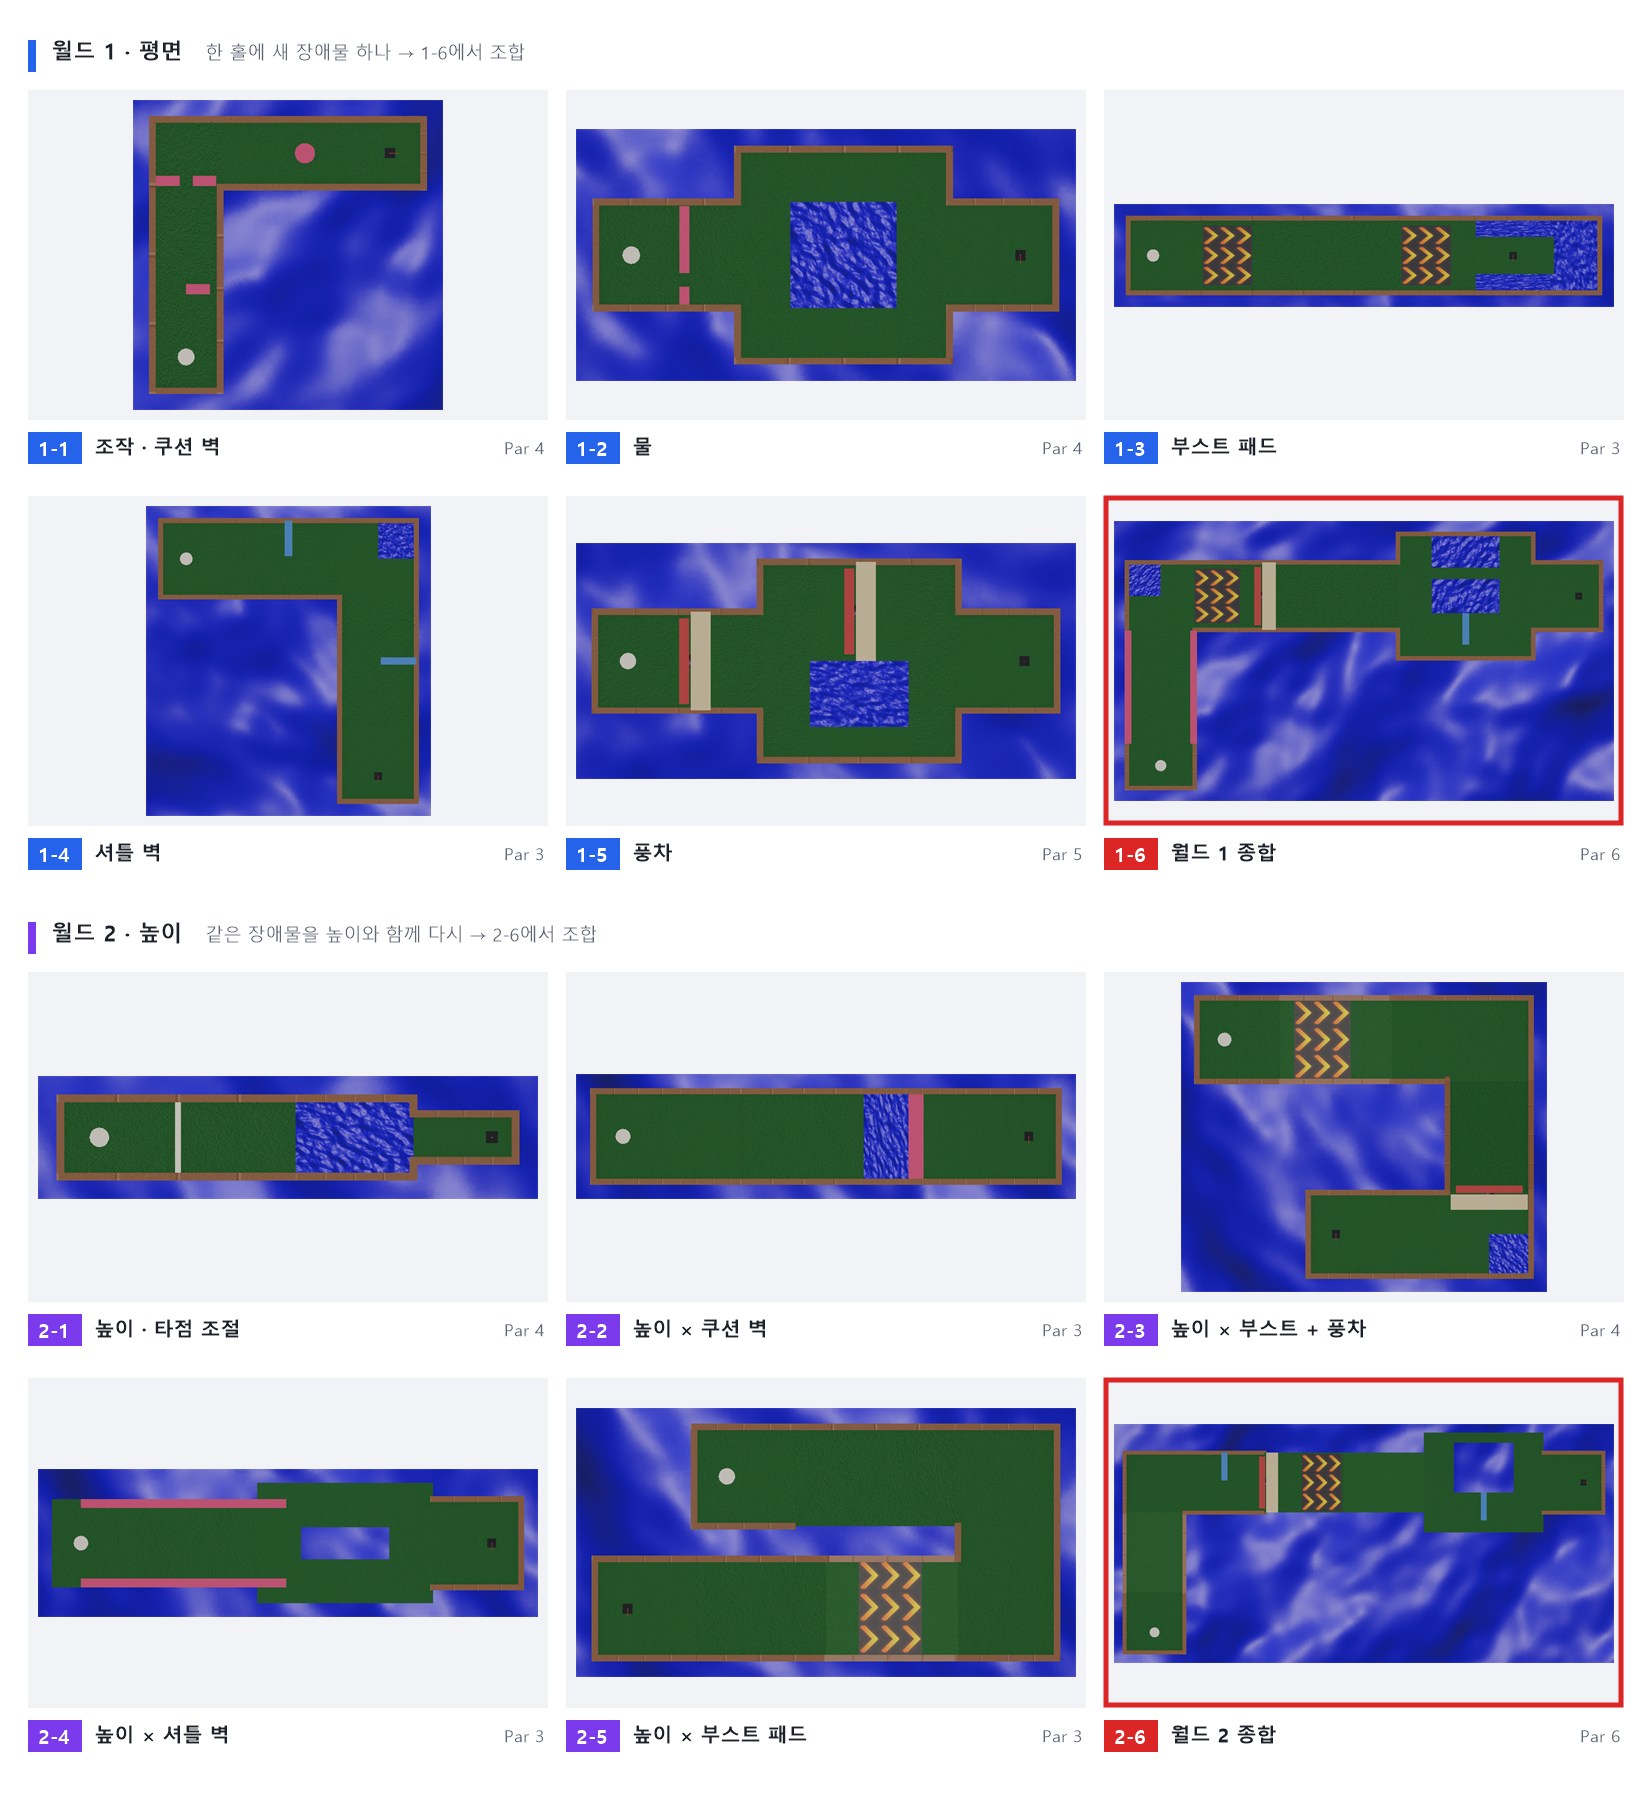 월드 1 · 평면 한 홀에 새 장애물 하나 → 1-6에서 조합
1-1 조작 · 쿠션 벽 Par 4
1-2 물 Par 4
1-3 부스트 패드 Par 3
1-4 셔틀 벽 Par 3
1-5 풍차 Par 5
1-6 월드 1 종합 Par 6
월드 2 · 높이 같은 장애물을 높이와 함께 다시 → 2-6에서 조합
2-1 높이 · 타점 조절 Par 4
2-2 높이 × 쿠션 벽 Par 3
2-3 높이 × 부스트 + 풍차 Par 4
2-4 높이 × 셔틀 벽 Par 3
2-5 높이 × 부스트 패드 Par 3
2-6 월드 2 종합 Par 6